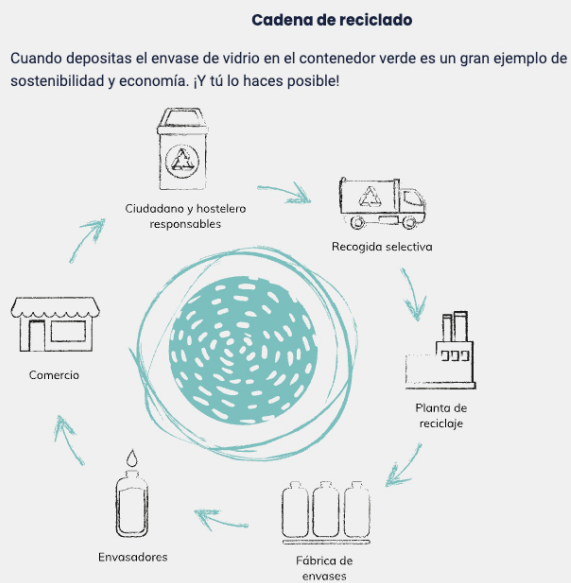 Cadena de reciclado
Cuando depositas el envase de vidrio en el contenedor verde es un gran ejemplo de
sostenibilidad y economía. ¡Y tú lo haces posible!
Ciudadano y hostelero
responsables
Recogida selectiva
Planta de
reciclaje
Fábrica de
envases
Envasadores
Comercio